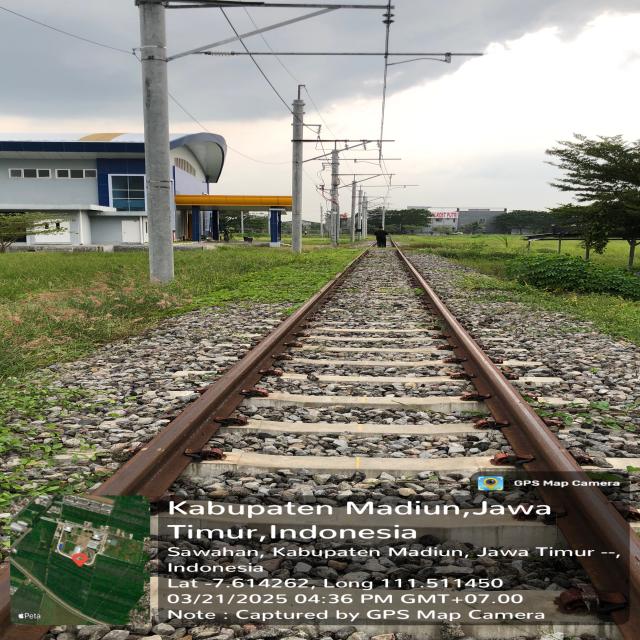 GPS Map Camera
Kabupaten Madiun,Jawa
Timur,Indonesia
Sawahan, Kabupaten Madiun, Jawa Timur --,
Indonesia
Lat -7.614262, Long 111.511450
03/21/2025 04:36 PM GMT+07.00
Note : Captured by GPS Map Camera
Peta